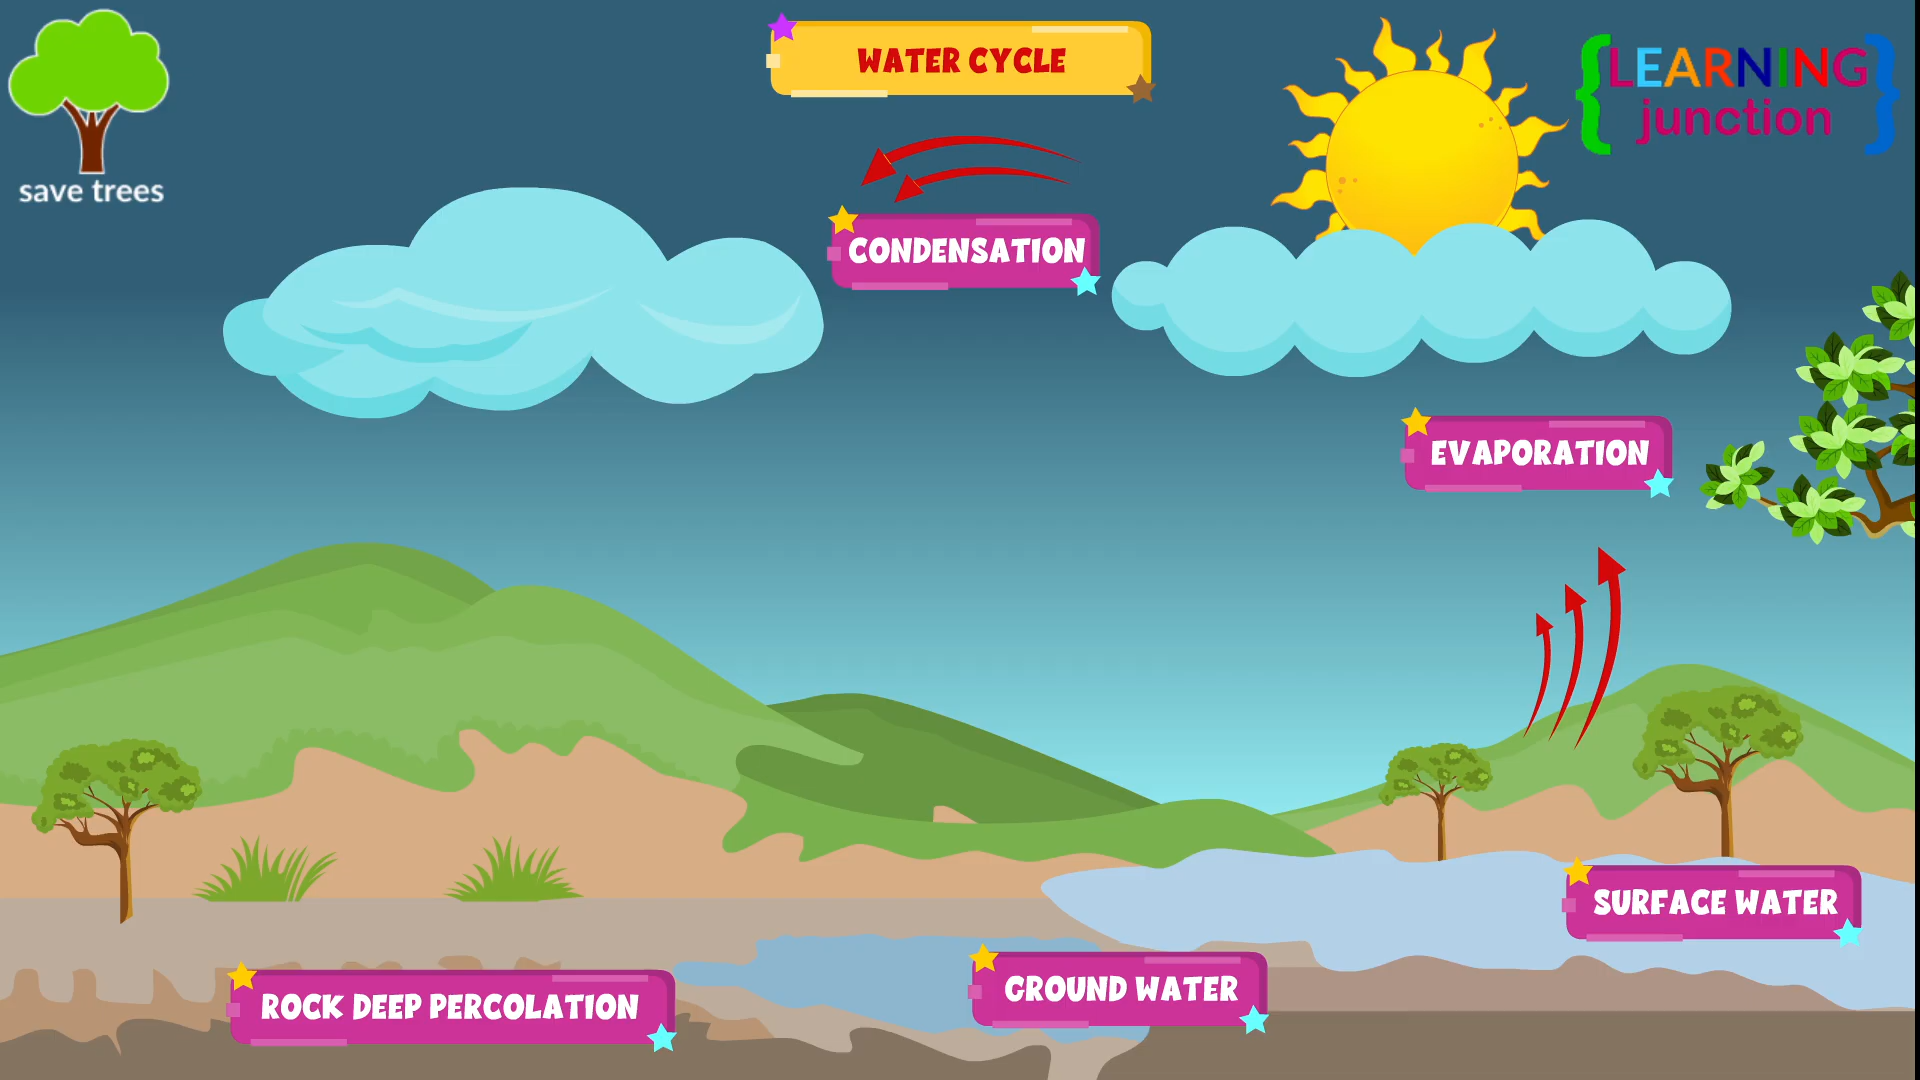 WATER CYCLE
LEARNING
junction
save trees
CONDENSATION
EVAPORATION
SURFACE WATER
GROUND WATER
ROCK DEEP PERCOLATION